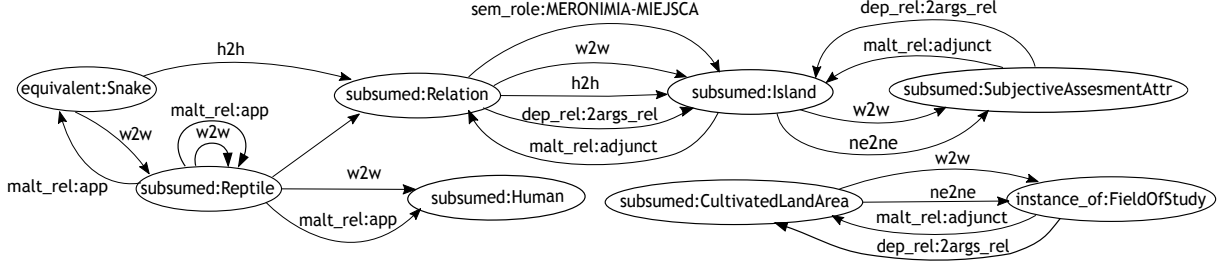 sem_role:MERONIMIA-MIEJSCA
dep_rel:2args_rel
h2h
w2w
malt_rel:adjunct
equivalent:Snake
subsumed:Relation
h2h
subsumed:Island
subsumed:SubjectiveAssesmentAttr
malt_rel:app
w2w
dep_rel:2args_rel
w2w
w2w
malt_rel:adjunct
ne2ne
malt_rel:app
subsumed:Reptile
w2w
w2w
subsumed:Human
subsumed:CultivatedLandArea
ne2ne
instance_of:FieldOfStudy
malt_rel:app
malt_rel:adjunct
dep_rel:2args_rel